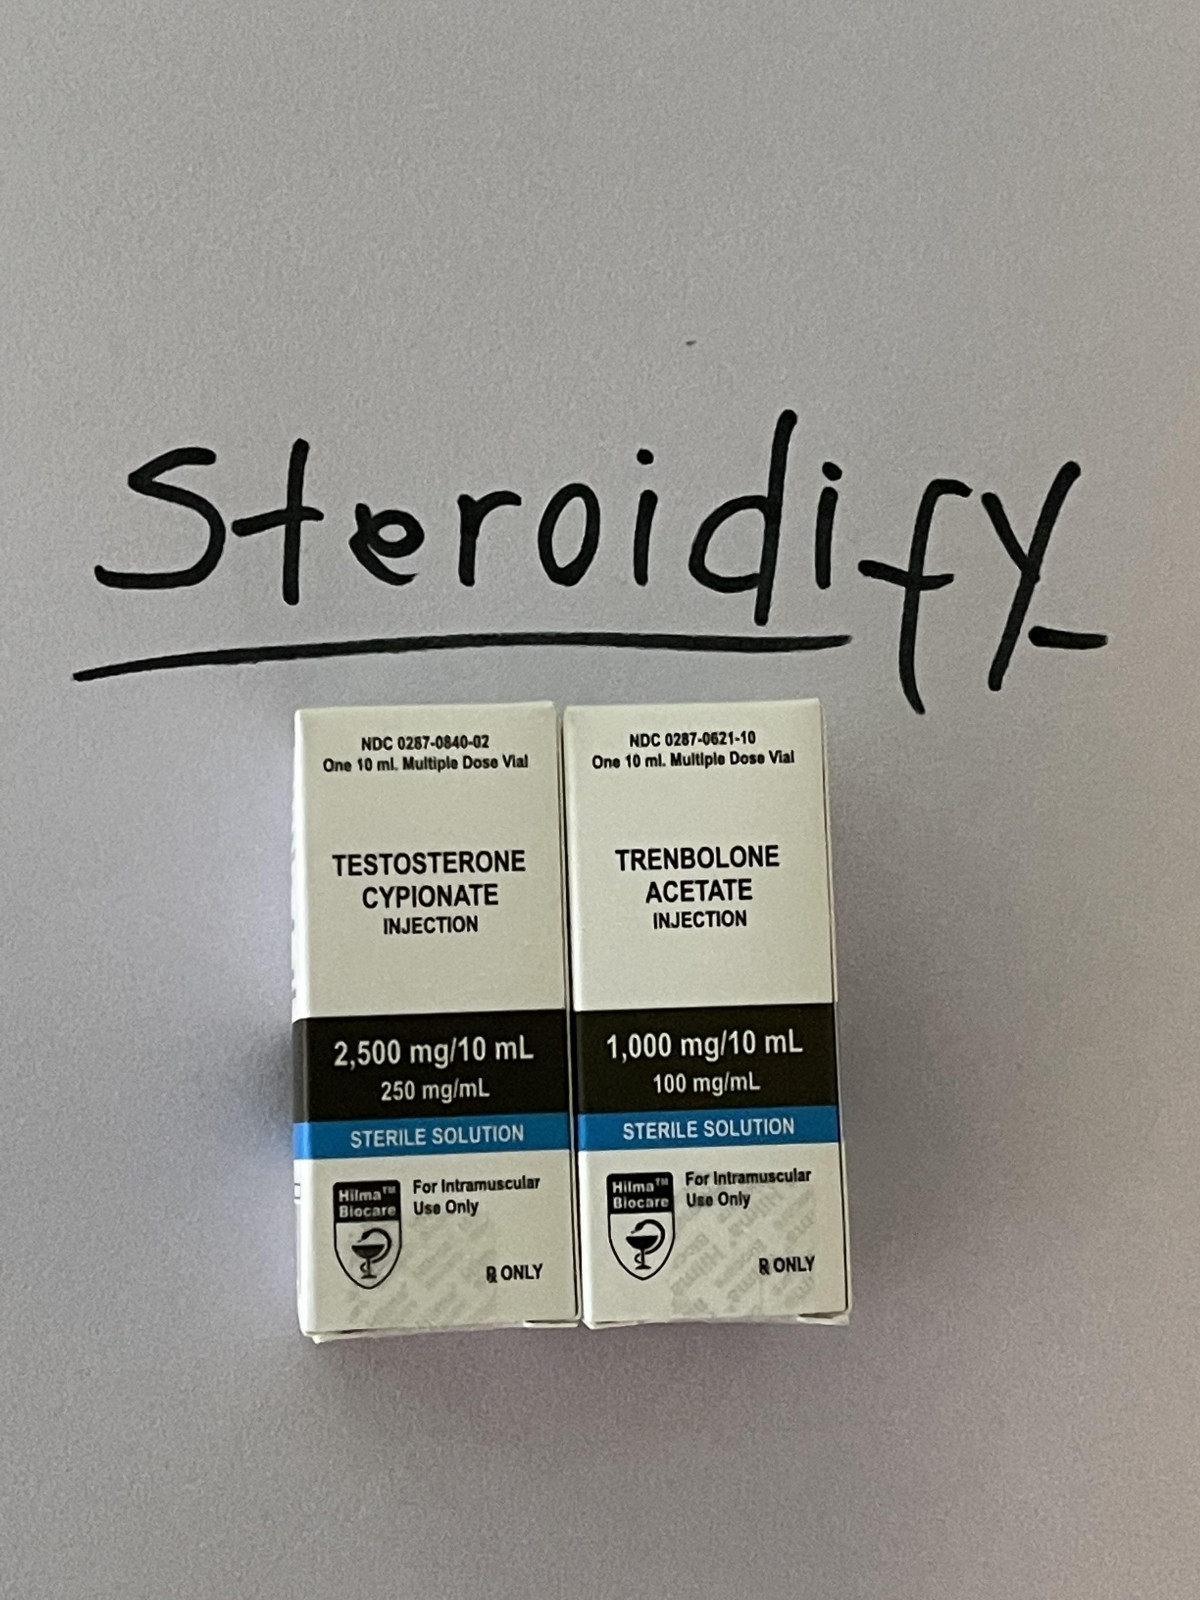 Steroidify
NDC 0287-0840-02
One 10 ml. Multiple Dose Vial
TESTOSTERONE
CYPIONATE
INJECTION
2,500 mg/10 mL
250 mg/mL
STERILE SOLUTION
Hilma™
Biocare
For Intramuscular
Use Only
℞ ONLY
NDC 0287-0621-10
One 10 ml. Multiple Dose Vial
TRENBOLONE
ACETATE
INJECTION
1,000 mg/10 mL
100 mg/mL
STERILE SOLUTION
Hilma™
Biocare
For Intramuscular
Use Only
℞ ONLY